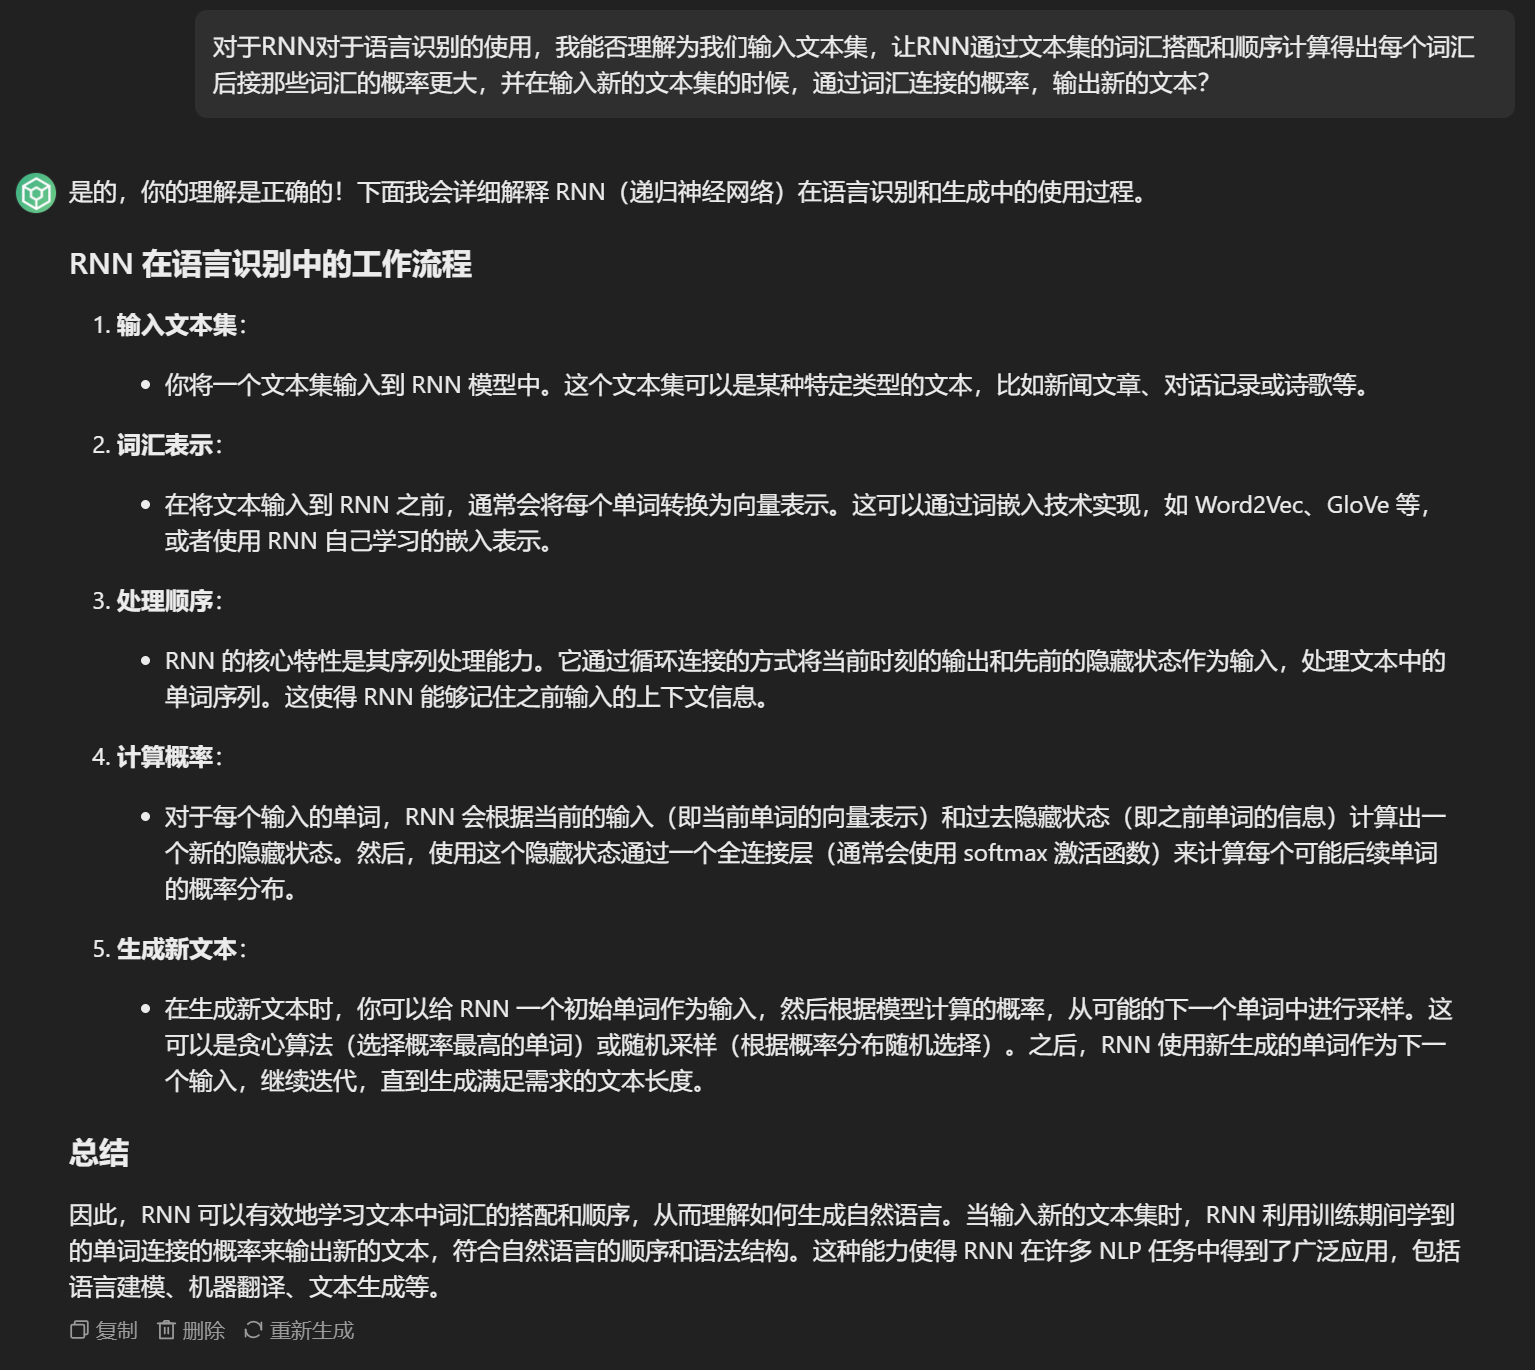 对于RNN对于语言识别的使用，我能否理解为我们输入文本集，让RNN通过文本集的词汇搭配和顺序计算得出每个词汇
后接那些词汇的概率更大，并在输入新的文本集的时候，通过词汇连接的概率，输出新的文本？
是的，你的理解是正确的！下面我会详细解释 RNN（递归神经网络）在语言识别和生成中的使用过程。
RNN 在语言识别中的工作流程
1. 输入文本集：
• 你将一个文本集输入到 RNN 模型中。这个文本集可以是某种特定类型的文本，比如新闻文章、对话记录或诗歌等。
2. 词汇表示：
• 在将文本输入到 RNN 之前，通常会将每个单词转换为向量表示。这可以通过词嵌入技术实现，如 Word2Vec、GloVe 等，
或者使用 RNN 自己学习的嵌入表示。
3. 处理顺序：
• RNN 的核心特性是其序列处理能力。它通过循环连接的方式将当前时刻的输出和先前的隐藏状态作为输入，处理文本中的
单词序列。这使得 RNN 能够记住之前输入的上下文信息。
4. 计算概率：
• 对于每个输入的单词，RNN 会根据当前的输入（即当前单词的向量表示）和过去隐藏状态（即之前单词的信息）计算出一
个新的隐藏状态。然后，使用这个隐藏状态通过一个全连接层（通常会使用 softmax 激活函数）来计算每个可能后续单词
的概率分布。
5. 生成新文本：
• 在生成新文本时，你可以给 RNN 一个初始单词作为输入，然后根据模型计算的概率，从可能的下一个单词中进行采样。这
可以是贪心算法（选择概率最高的单词）或随机采样（根据概率分布随机选择）。之后，RNN 使用新生成的单词作为下一
个输入，继续迭代，直到生成满足需求的文本长度。
总结
因此，RNN 可以有效地学习文本中词汇的搭配和顺序，从而理解如何生成自然语言。当输入新的文本集时，RNN 利用训练期间学到
的单词连接的概率来输出新的文本，符合自然语言的顺序和语法结构。这种能力使得 RNN 在许多 NLP 任务中得到了广泛应用，包括
语言建模、机器翻译、文本生成等。
复制 删除 重新生成